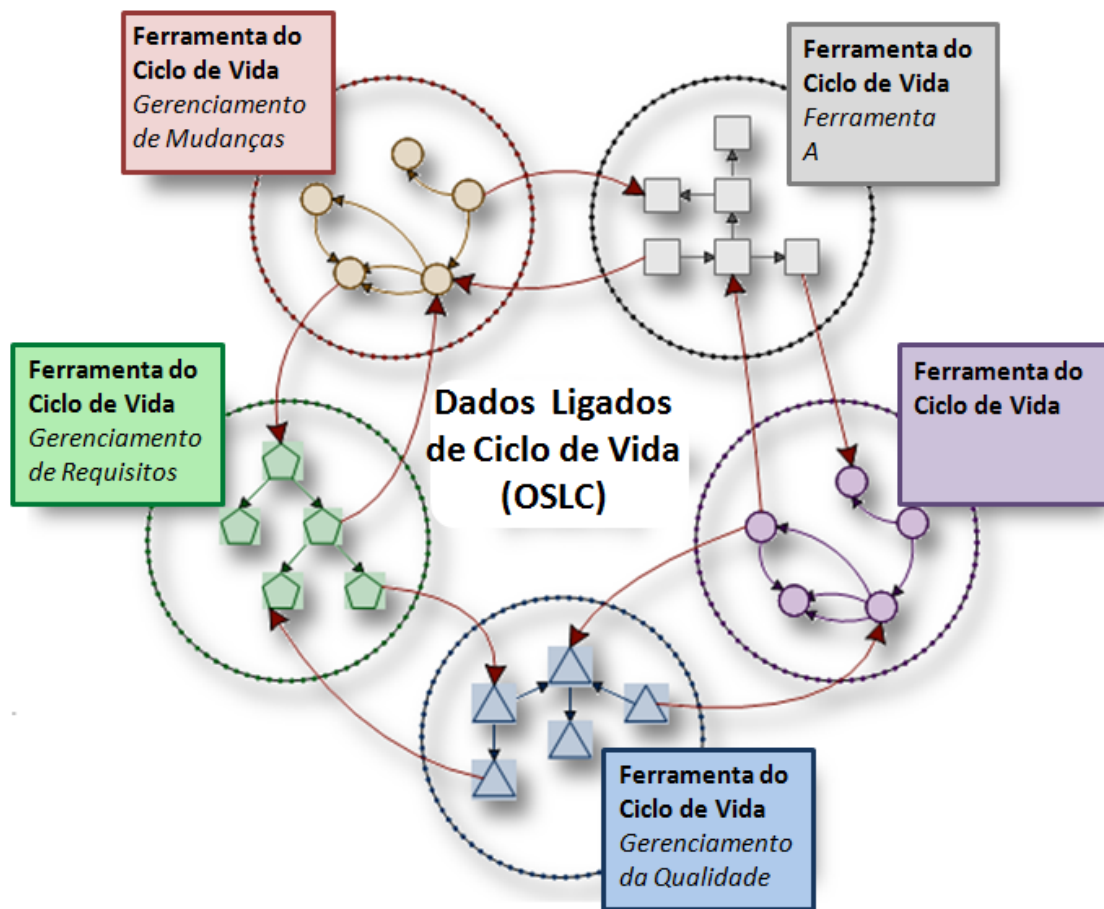 Ferramenta do
Ciclo de Vida
Gerenciamento
de Mudanças
Ferramenta do
Ciclo de Vida
Ferramenta
A
Ferramenta do
Ciclo de Vida
Gerenciamento
de Requisitos
Dados Ligados
de Ciclo de Vida
(OSLC)
Ferramenta do
Ciclo de Vida
Ferramenta do
Ciclo de Vida
Gerenciamento
da Qualidade